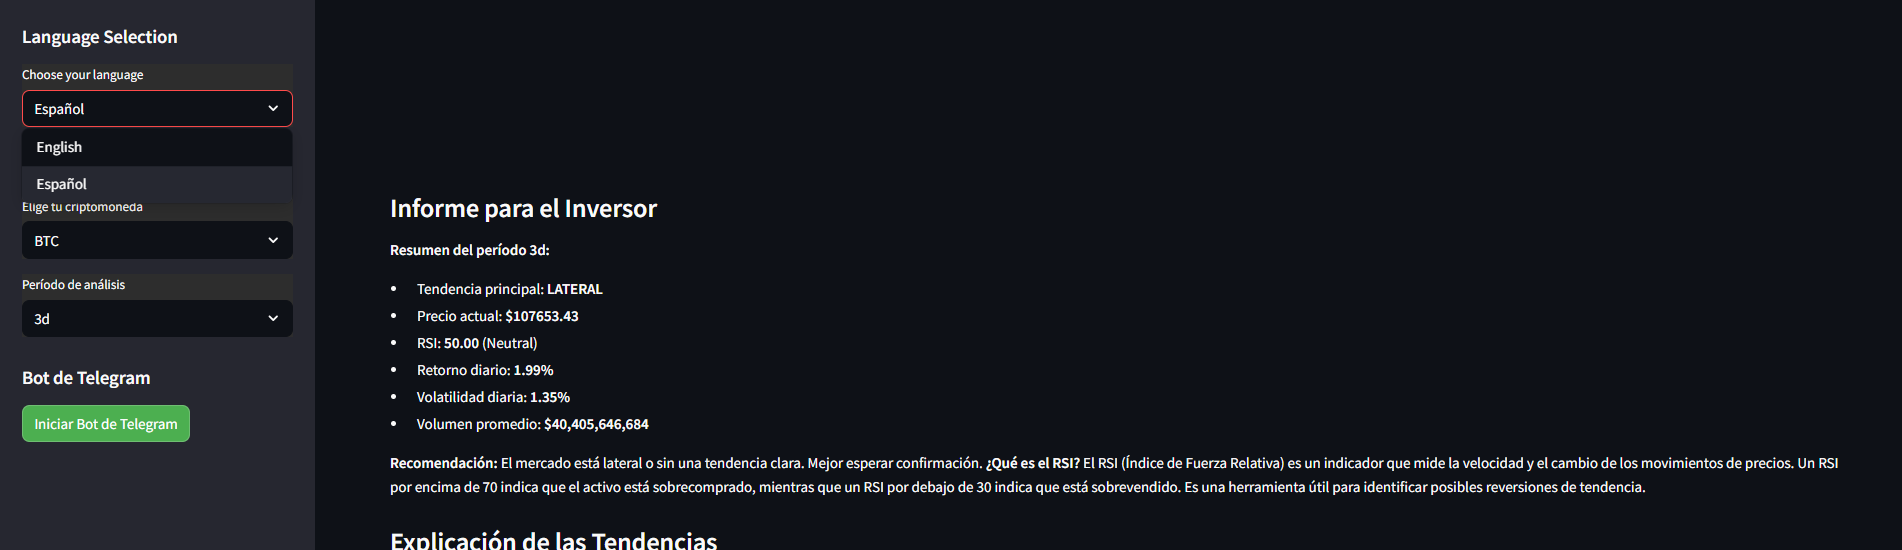 Language Selection
Choose your language
Español
English
Español
Elige tu criptomoneda
BTC
Período de análisis
3d
Bot de Telegram
Iniciar Bot de Telegram
Informe para el Inversor
Resumen del período 3d:
Tendencia principal: LATERAL
Precio actual: $107653.43
RSI: 50.00 (Neutral)
Retorno diario: 1.99%
Volatilidad diaria: 1.35%
Volumen promedio: $40,405,646,684
Recomendación: El mercado está lateral o sin una tendencia clara. Mejor esperar confirmación. ¿Qué es el RSI? El RSI (Índice de Fuerza Relativa) es un indicador que mide la velocidad y el cambio de los movimientos de precios. Un RSI
por encima de 70 indica que el activo está sobrecomprado, mientras que un RSI por debajo de 30 indica que está sobrevendido. Es una herramienta útil para identificar posibles reversiones de tendencia.
Explicación de las Tendencias